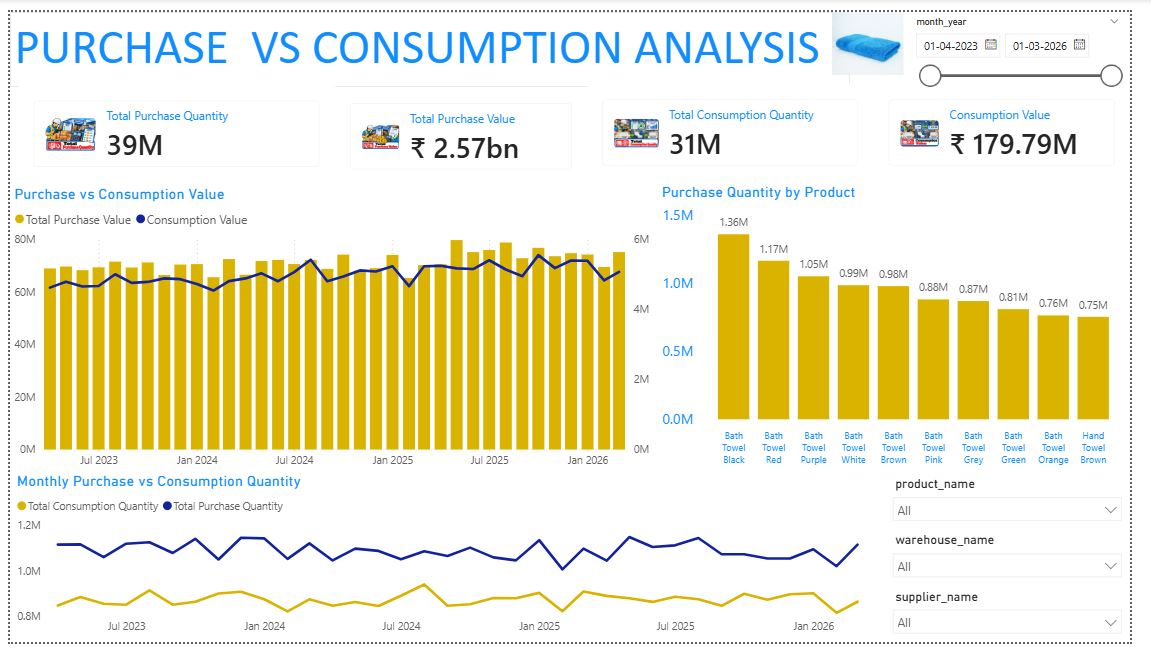 PURCHASE  VS CONSUMPTION ANALYSIS
month_year
01-04-2023
01-03-2026
Total Purchase Quantity
39M
Total Purchase Value
₹ 2.57bn
Total Consumption Quantity
31M
Consumption Value
₹ 179.79M
Purchase vs Consumption Value
Total Purchase Value
Consumption Value
80M
60M
40M
20M
0M
6M
4M
2M
0M
Jul 2023
Jan 2024
Jul 2024
Jan 2025
Jul 2025
Jan 2026
Purchase Quantity by Product
1.5M
1.0M
0.5M
0.0M
1.36M
1.17M
1.05M
0.99M
0.98M
0.88M
0.87M
0.81M
0.76M
0.75M
Bath
Towel
Black
Bath
Towel
Red
Bath
Towel
Purple
Bath
Towel
White
Bath
Towel
Brown
Bath
Towel
Pink
Bath
Towel
Grey
Bath
Towel
Green
Bath
Towel
Orange
Hand
Towel
Brown
Monthly Purchase vs Consumption Quantity
Total Consumption Quantity
Total Purchase Quantity
1.2M
1.0M
0.8M
Jul 2023
Jan 2024
Jul 2024
Jan 2025
Jul 2025
Jan 2026
product_name
All
warehouse_name
All
supplier_name
All